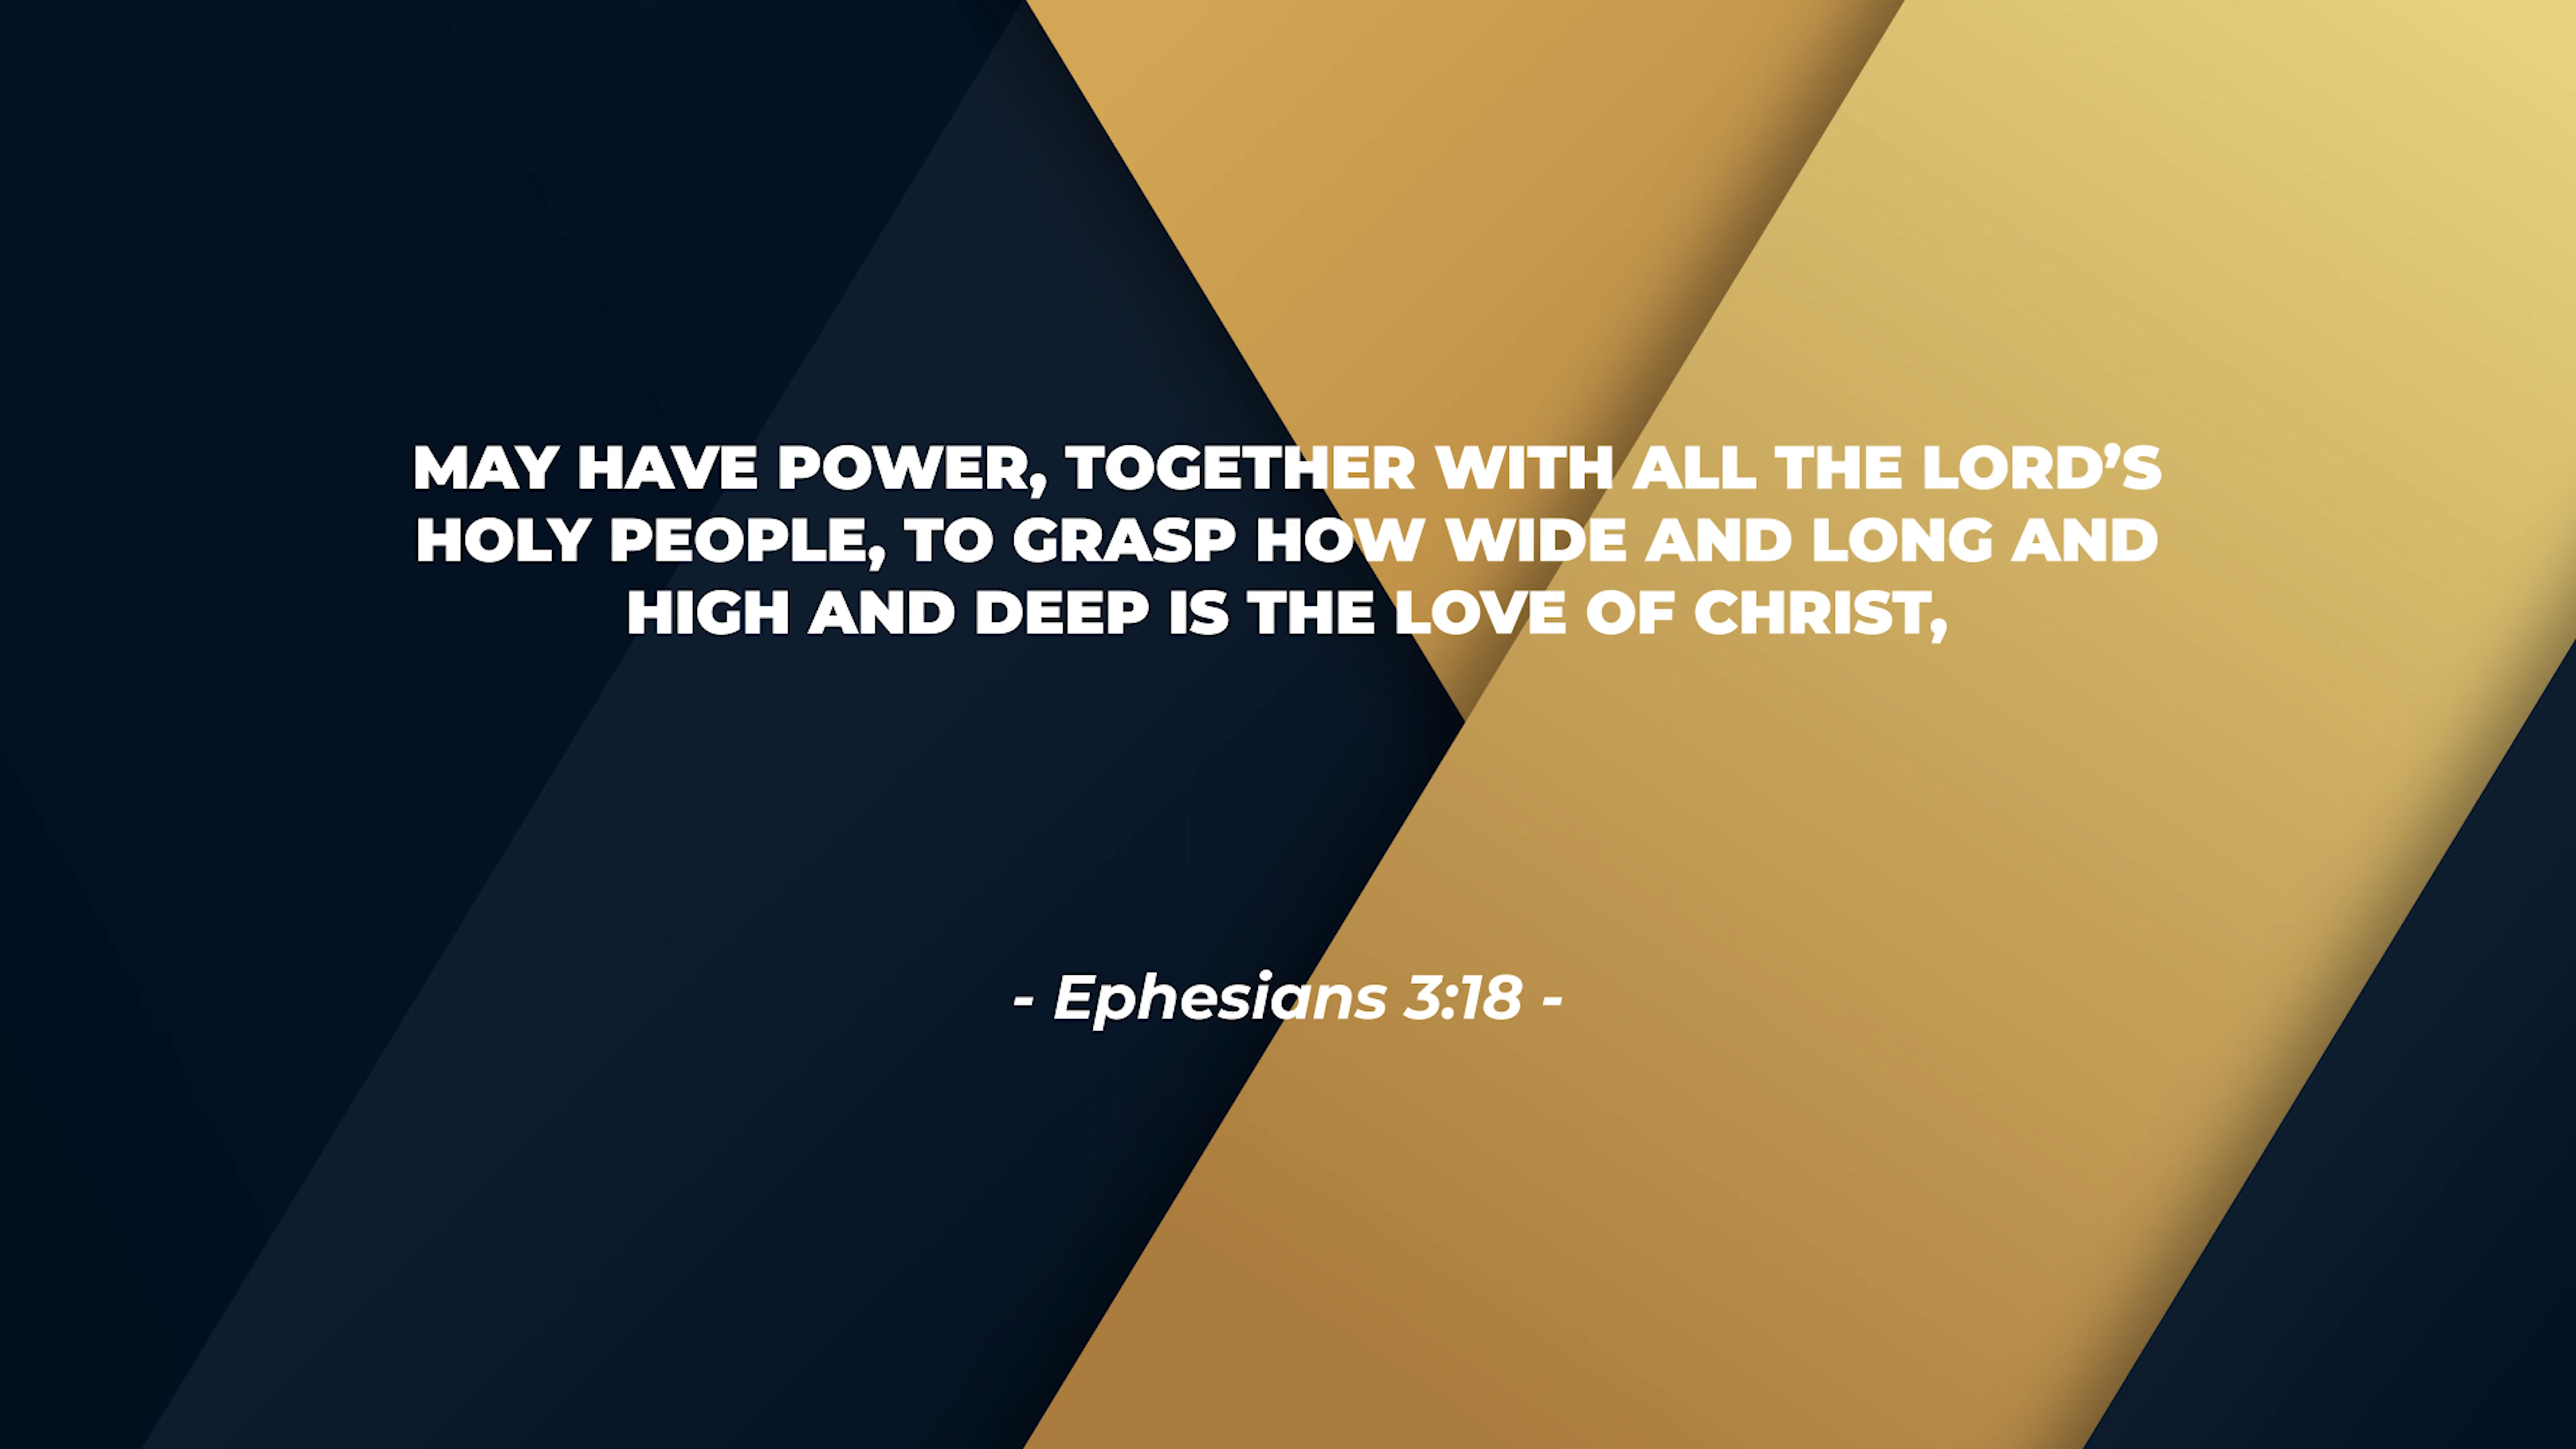 MAY HAVE POWER, TOGETHER WITH ALL THE LORD’S
HOLY PEOPLE, TO GRASP HOW WIDE AND LONG AND
HIGH AND DEEP IS THE LOVE OF CHRIST,
- Ephesians 3:18 -